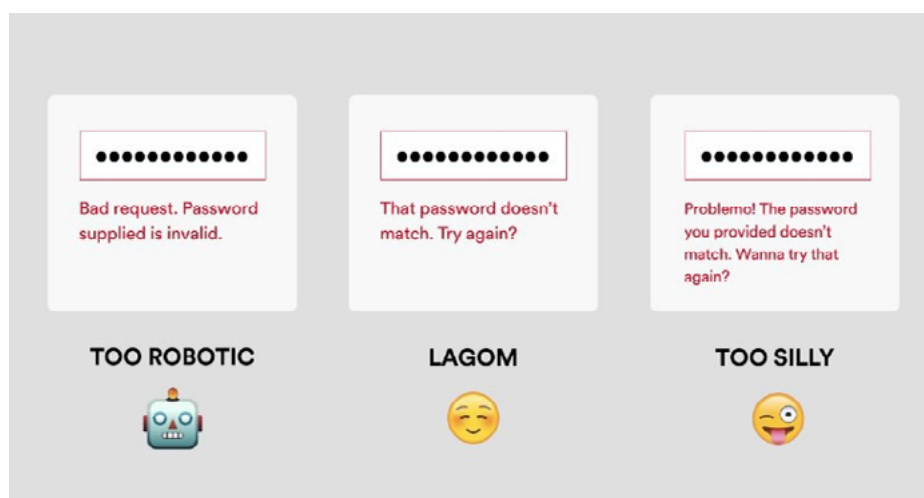 Bad request. Password
supplied is invalid.
TOO ROBOTIC
That password doesn't
match. Try again?
LAGOM
Problemo! The password
you provided doesn't
match. Wanna try that
again?
TOO SILLY